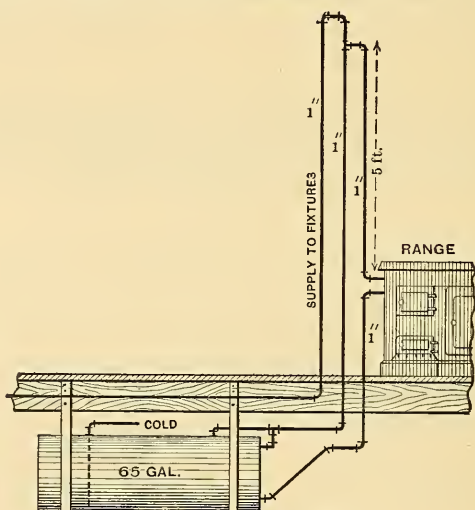 1"
1"
1"
5 ft.
SUPPLY TO FIXTURES
RANGE
1"
COLD
65 GAL.